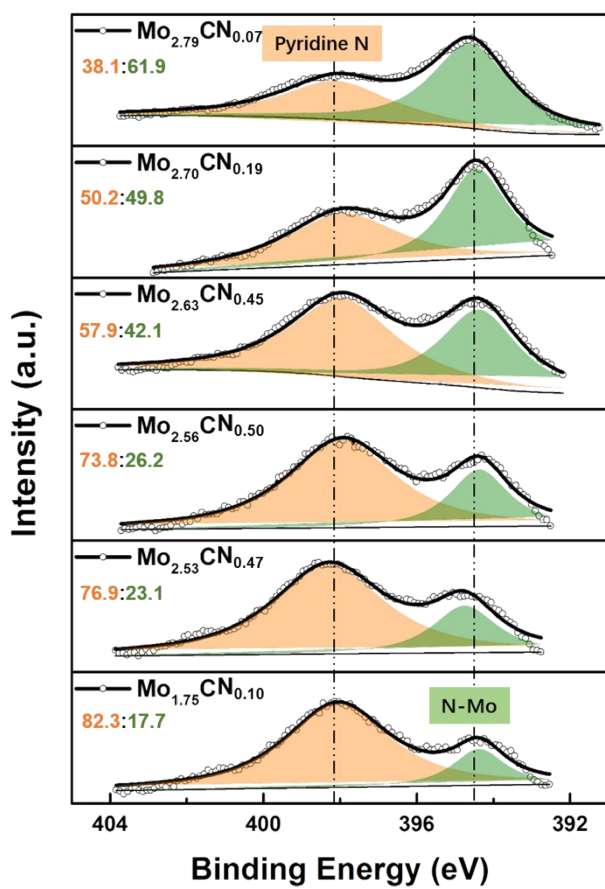 Mo2.79CN0.07
Pyridine N
38.1:61.9
Mo2.70CN0.19
50.2:49.8
Mo2.63CN0.45
57.9:42.1
Mo2.56CN0.50
73.8:26.2
Mo2.53CN0.47
76.9:23.1
Mo1.75CN0.10
N-Mo
82.3:17.7
404 400 396 392
Binding Energy (eV)
Intensity (a.u.)